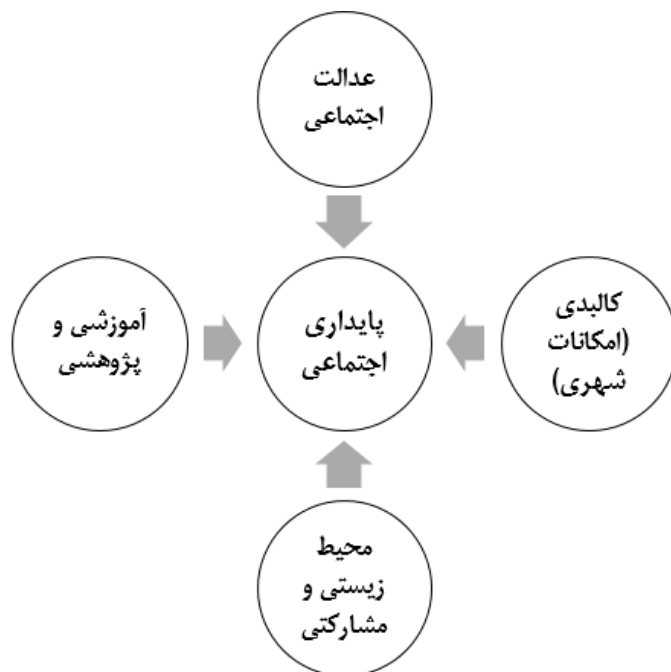 عدالت
اجتماعی
کالبدی
(امکانات
شهری)
پایداری
اجتماعی
آموزشی و
پژوهشی
محیط
زیستی و
مشارکتی